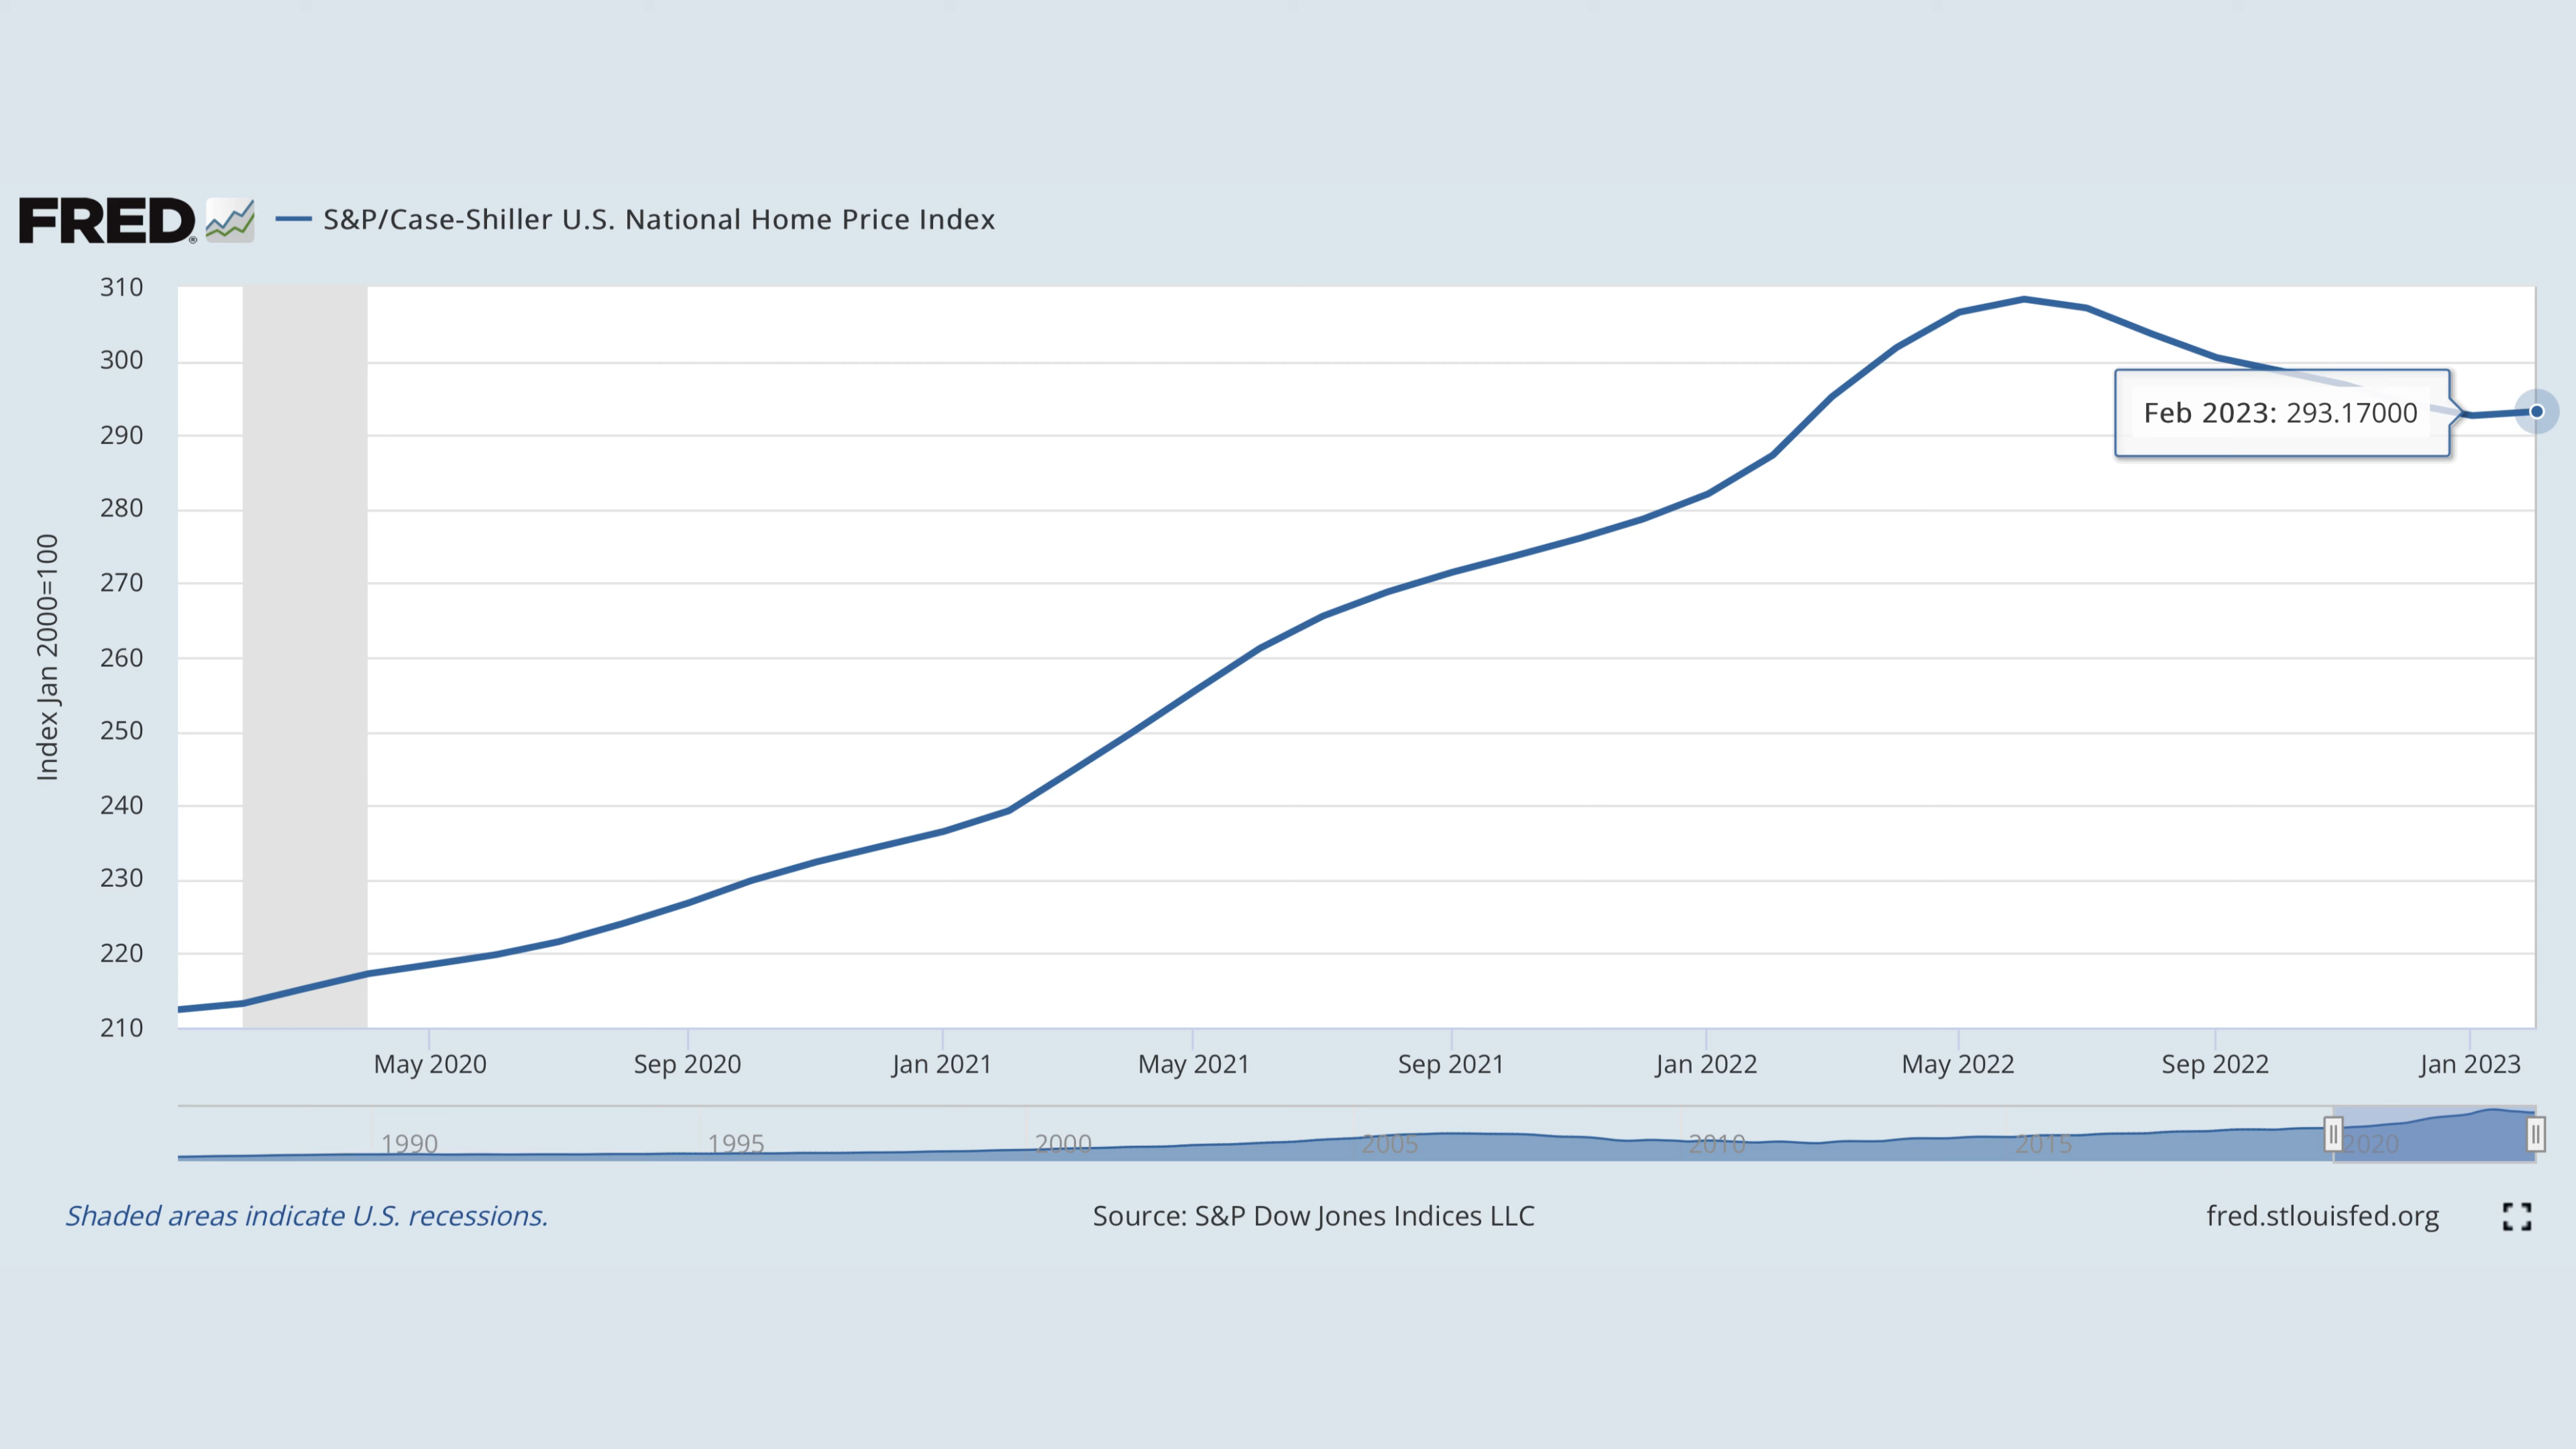 FRED® S&P/Case-Shiller U.S. National Home Price Index
310
300
290
280
270
260
250
240
230
220
210
Index Jan 2000=100
Feb 2023: 293.17000
May 2020 Sep 2020 Jan 2021 May 2021 Sep 2021 Jan 2022 May 2022 Sep 2022 Jan 2023
1990 1995 2000 2005 2010 2015 2020
Shaded areas indicate U.S. recessions. Source: S&P Dow Jones Indices LLC fred.stlouisfed.org